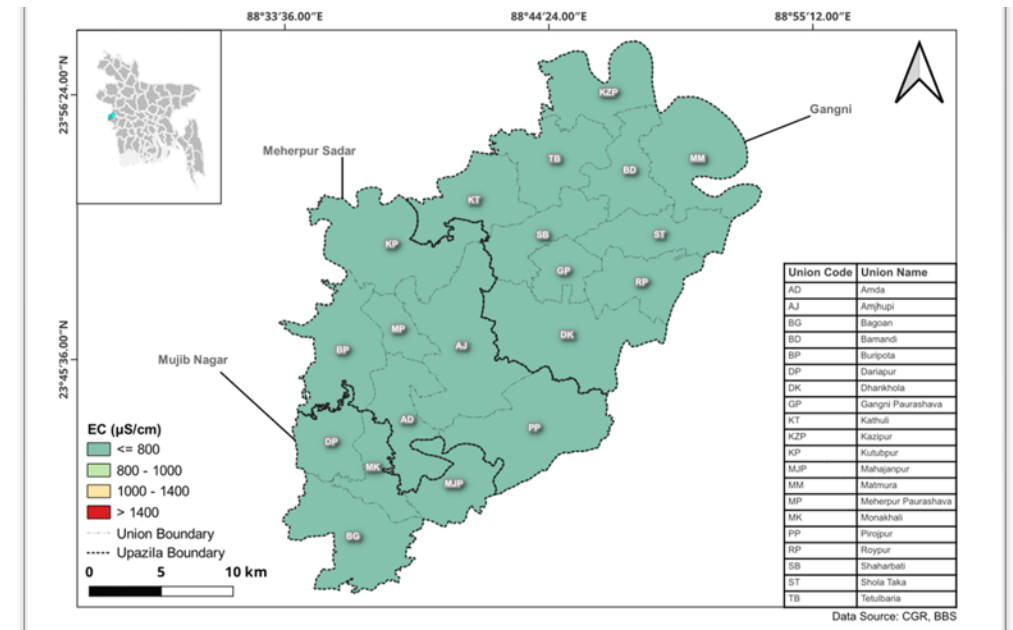 88°33′36.00″E 88°44′24.00″E 88°55′12.00″E
23°56′24.00″N
23°45′36.00″N
Gangni
Meherpur Sadar
Mujib Nagar
KZP
TB
BD
MM
KT
KP
SB
ST
GP
RP
MP
BP
AJ
DK
AD
PP
DP
MK
MJP
BG
EC (µS/cm)
<= 800
800 - 1000
1000 - 1400
> 1400
Union Boundary
Upazila Boundary
0 5 10 km
Union Code Union Name
AD Amda
AJ Amjhupi
BG Bagoan
BD Bamandi
BP Buripota
DP Dariapur
DK Dhankhola
GP Gangni Paurashava
KT Kathuli
KZP Kazipur
KP Kutubpur
MJP Mahajanpur
MM Matmura
MP Meherpur Paurashava
MK Monakhali
PP Pirojpur
RP Roypur
SB Shaharbati
ST Shola Taka
TB Tetulbaria
Data Source: CGR, BBS